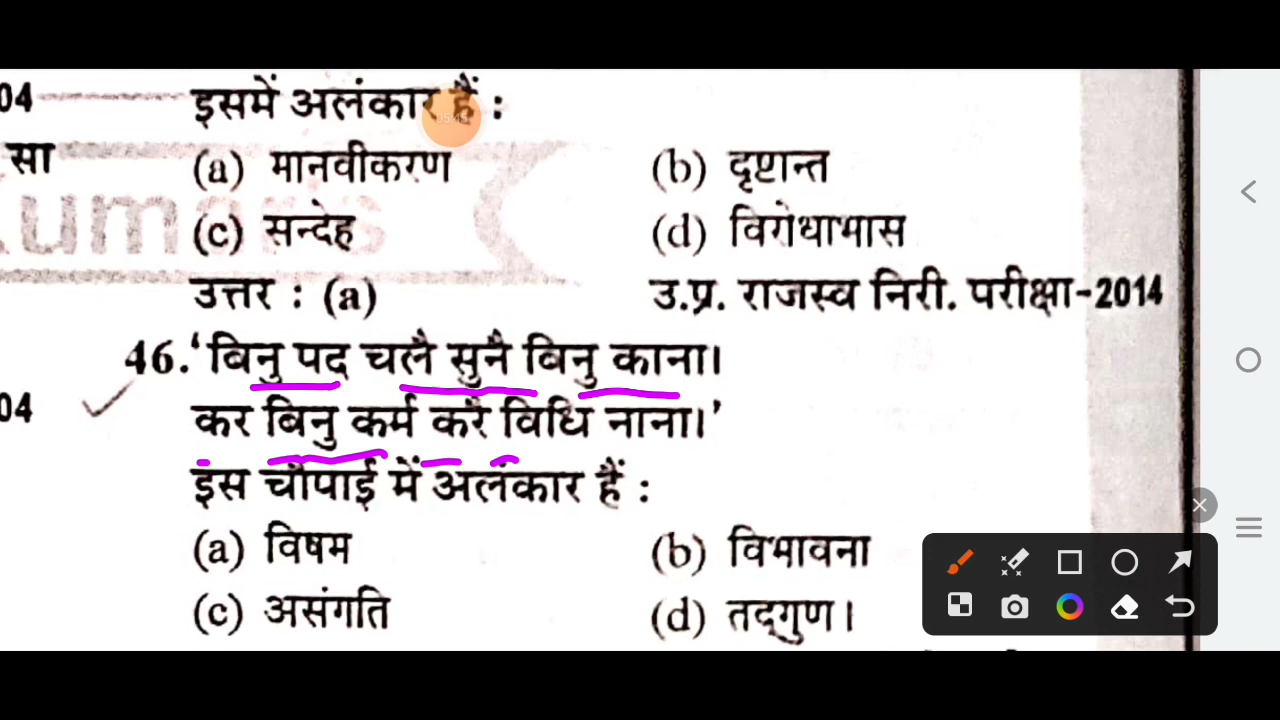 04 इसमें अलंकार हैं :
सा (a) मानवीकरण (b) दृष्टान्त
umar's
(c) सन्देह (d) विरोधाभास
उत्तर : (a) उ.प्र. राजस्व निरी. परीक्षा-2014
46.'बिनु पद चलै सुनै बिनु काना।
04 कर बिनु कर्म करै विधि नाना।'
इस चौपाई में अलंकार हैं :
(a) विषम (b) विभावना
(c) असंगति (d) तद्गुण।